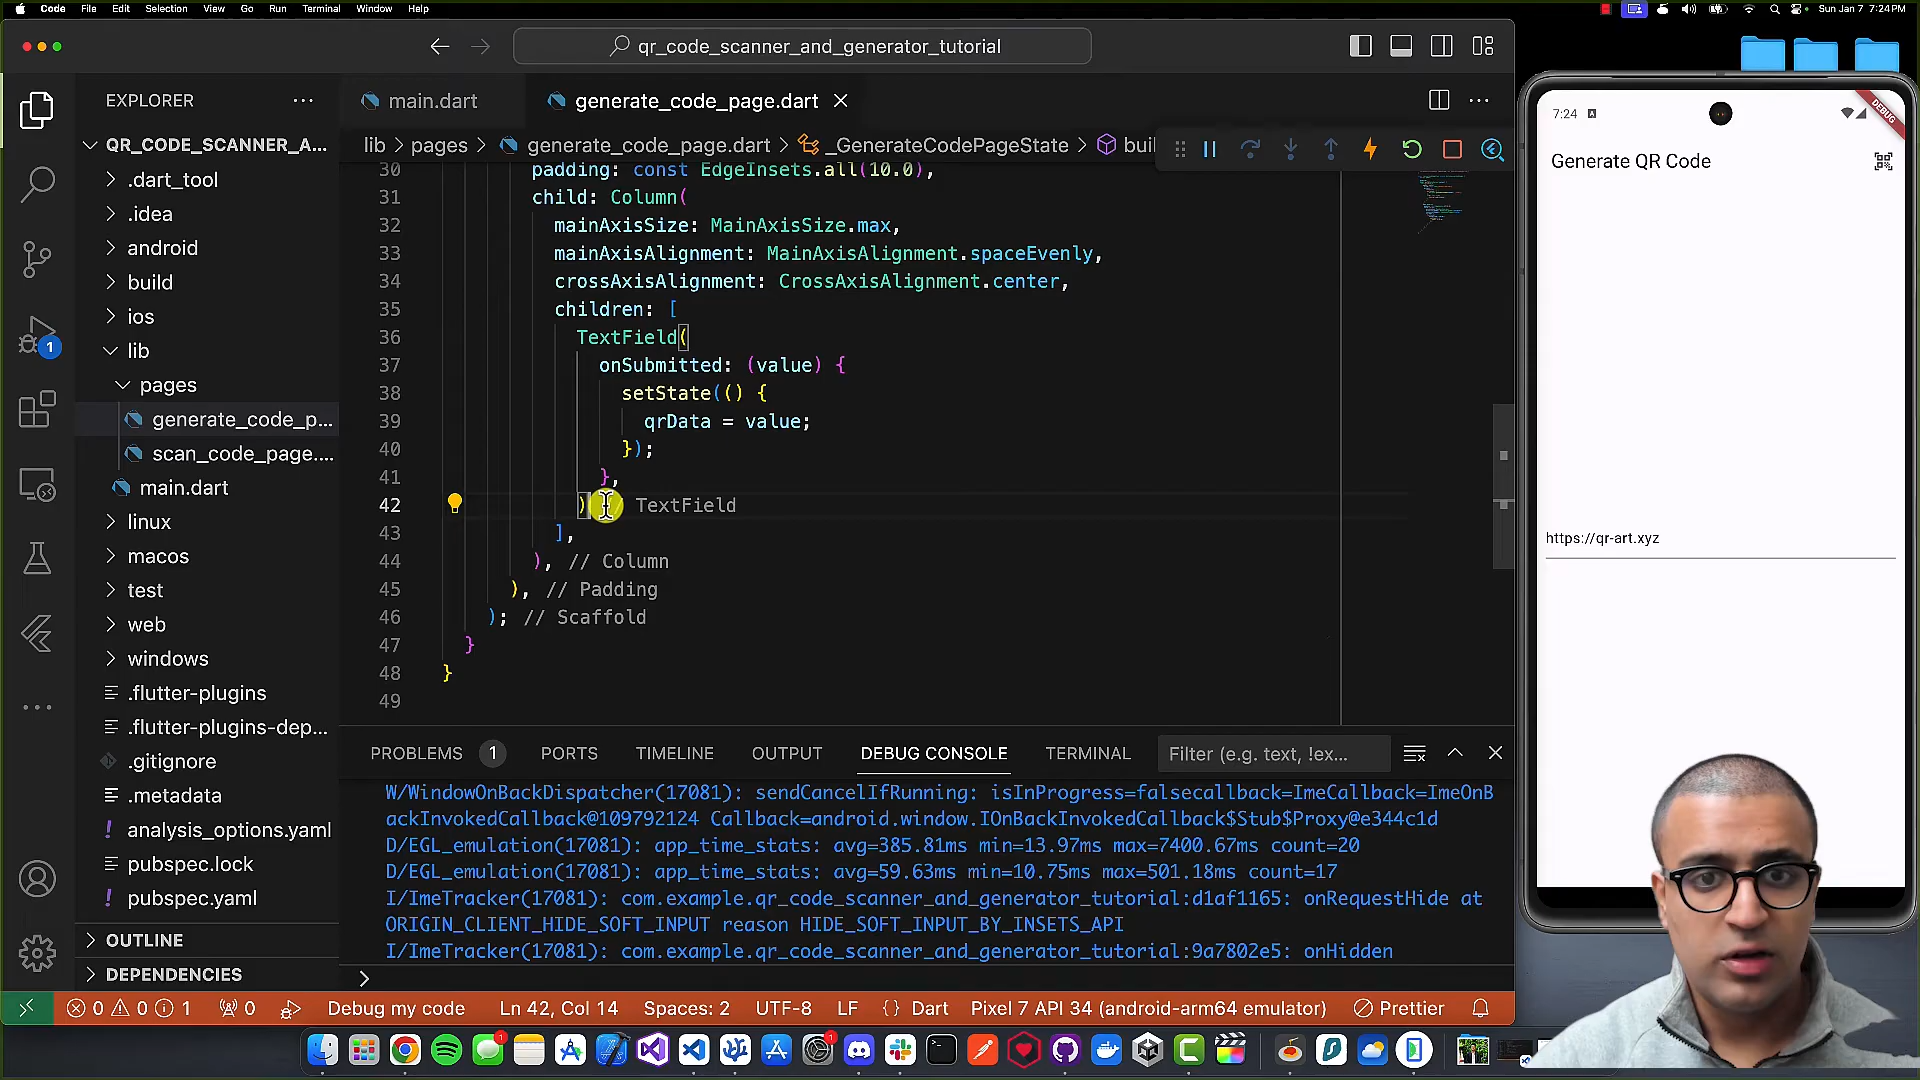 Code File Edit Selection View Go Run Terminal Window Help
Sun Jan 7 7:24 PM
qr_code_scanner_and_generator_tutorial
EXPLORER
main.dart
generate_code_page.dart
lib > pages > generate_code_page.dart > _GenerateCodePageState >
QR_CODE_SCANNER_A...
.dart_tool
.idea
android
build
ios
lib
pages
generate_code_p...
scan_code_page....
main.dart
linux
macos
test
web
windows
.flutter-plugins
.flutter-plugins-dep...
.gitignore
.metadata
analysis_options.yaml
pubspec.lock
pubspec.yaml
OUTLINE
DEPENDENCIES
1
30 padding: const EdgeInsets.all(10.0),
31 child: Column(
32 mainAxisSize: MainAxisSize.max,
33 mainAxisAlignment: MainAxisAlignment.spaceEvenly,
34 crossAxisAlignment: CrossAxisAlignment.center,
35 children: [
36 TextField(
37 onSubmitted: (value) {
38 setState(() {
39 qrData = value;
40 });
41 },
42 ) TextField
43 ],
44 ), // Column
45 ), // Padding
46 ); // Scaffold
47 }
48 }
49
PROBLEMS 1 PORTS TIMELINE OUTPUT DEBUG CONSOLE TERMINAL Filter (e.g. text, !ex...
W/WindowOnBackDispatcher(17081): sendCancelIfRunning: isInProgress=falsecallback=ImeCallback=ImeOnB
ackInvokedCallback@109792124 Callback=android.window.IOnBackInvokedCallback$Stub$Proxy@e344c1d
D/EGL_emulation(17081): app_time_stats: avg=385.81ms min=13.97ms max=7400.67ms count=20
D/EGL_emulation(17081): app_time_stats: avg=59.63ms min=10.75ms max=501.18ms count=17
I/ImeTracker(17081): com.example.qr_code_scanner_and_generator_tutorial:d1af1165: onRequestHide at
ORIGIN_CLIENT_HIDE_SOFT_INPUT reason HIDE_SOFT_INPUT_BY_INSETS_API
I/ImeTracker(17081): com.example.qr_code_scanner_and_generator_tutorial:9a7802e5: onHidden
>
0 0 1 0 Debug my code Ln 42, Col 14 Spaces: 2 UTF-8 LF {} Dart Pixel 7 API 34 (android-arm64 emulator) Prettier
7:24
DEBUG
Generate QR Code
https://qr-art.xyz